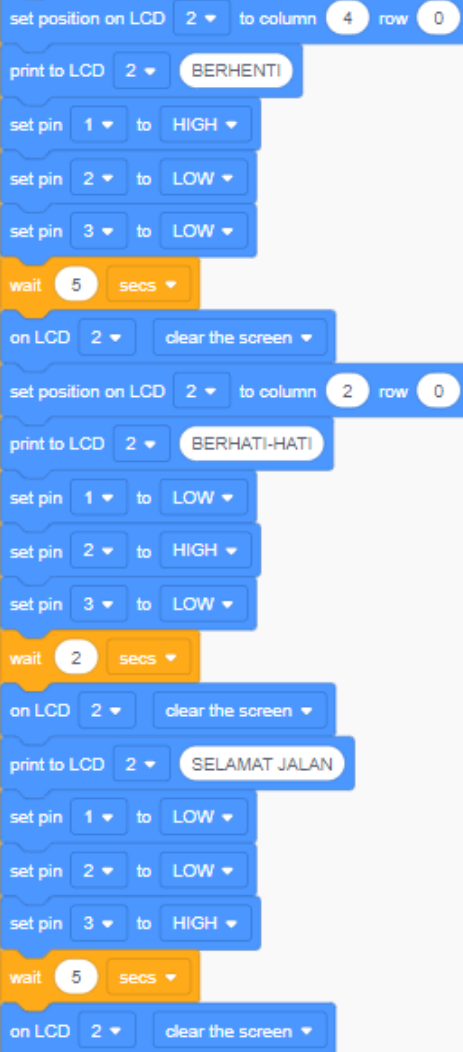 set position on LCD 2 to column 4 row 0
print to LCD 2 BERHENTI
set pin 1 to HIGH
set pin 2 to LOW
set pin 3 to LOW
wait 5 secs
on LCD 2 clear the screen
set position on LCD 2 to column 2 row 0
print to LCD 2 BERHATI-HATI
set pin 1 to LOW
set pin 2 to HIGH
set pin 3 to LOW
wait 2 secs
on LCD 2 clear the screen
print to LCD 2 SELAMAT JALAN
set pin 1 to LOW
set pin 2 to LOW
set pin 3 to HIGH
wait 5 secs
on LCD 2 clear the screen